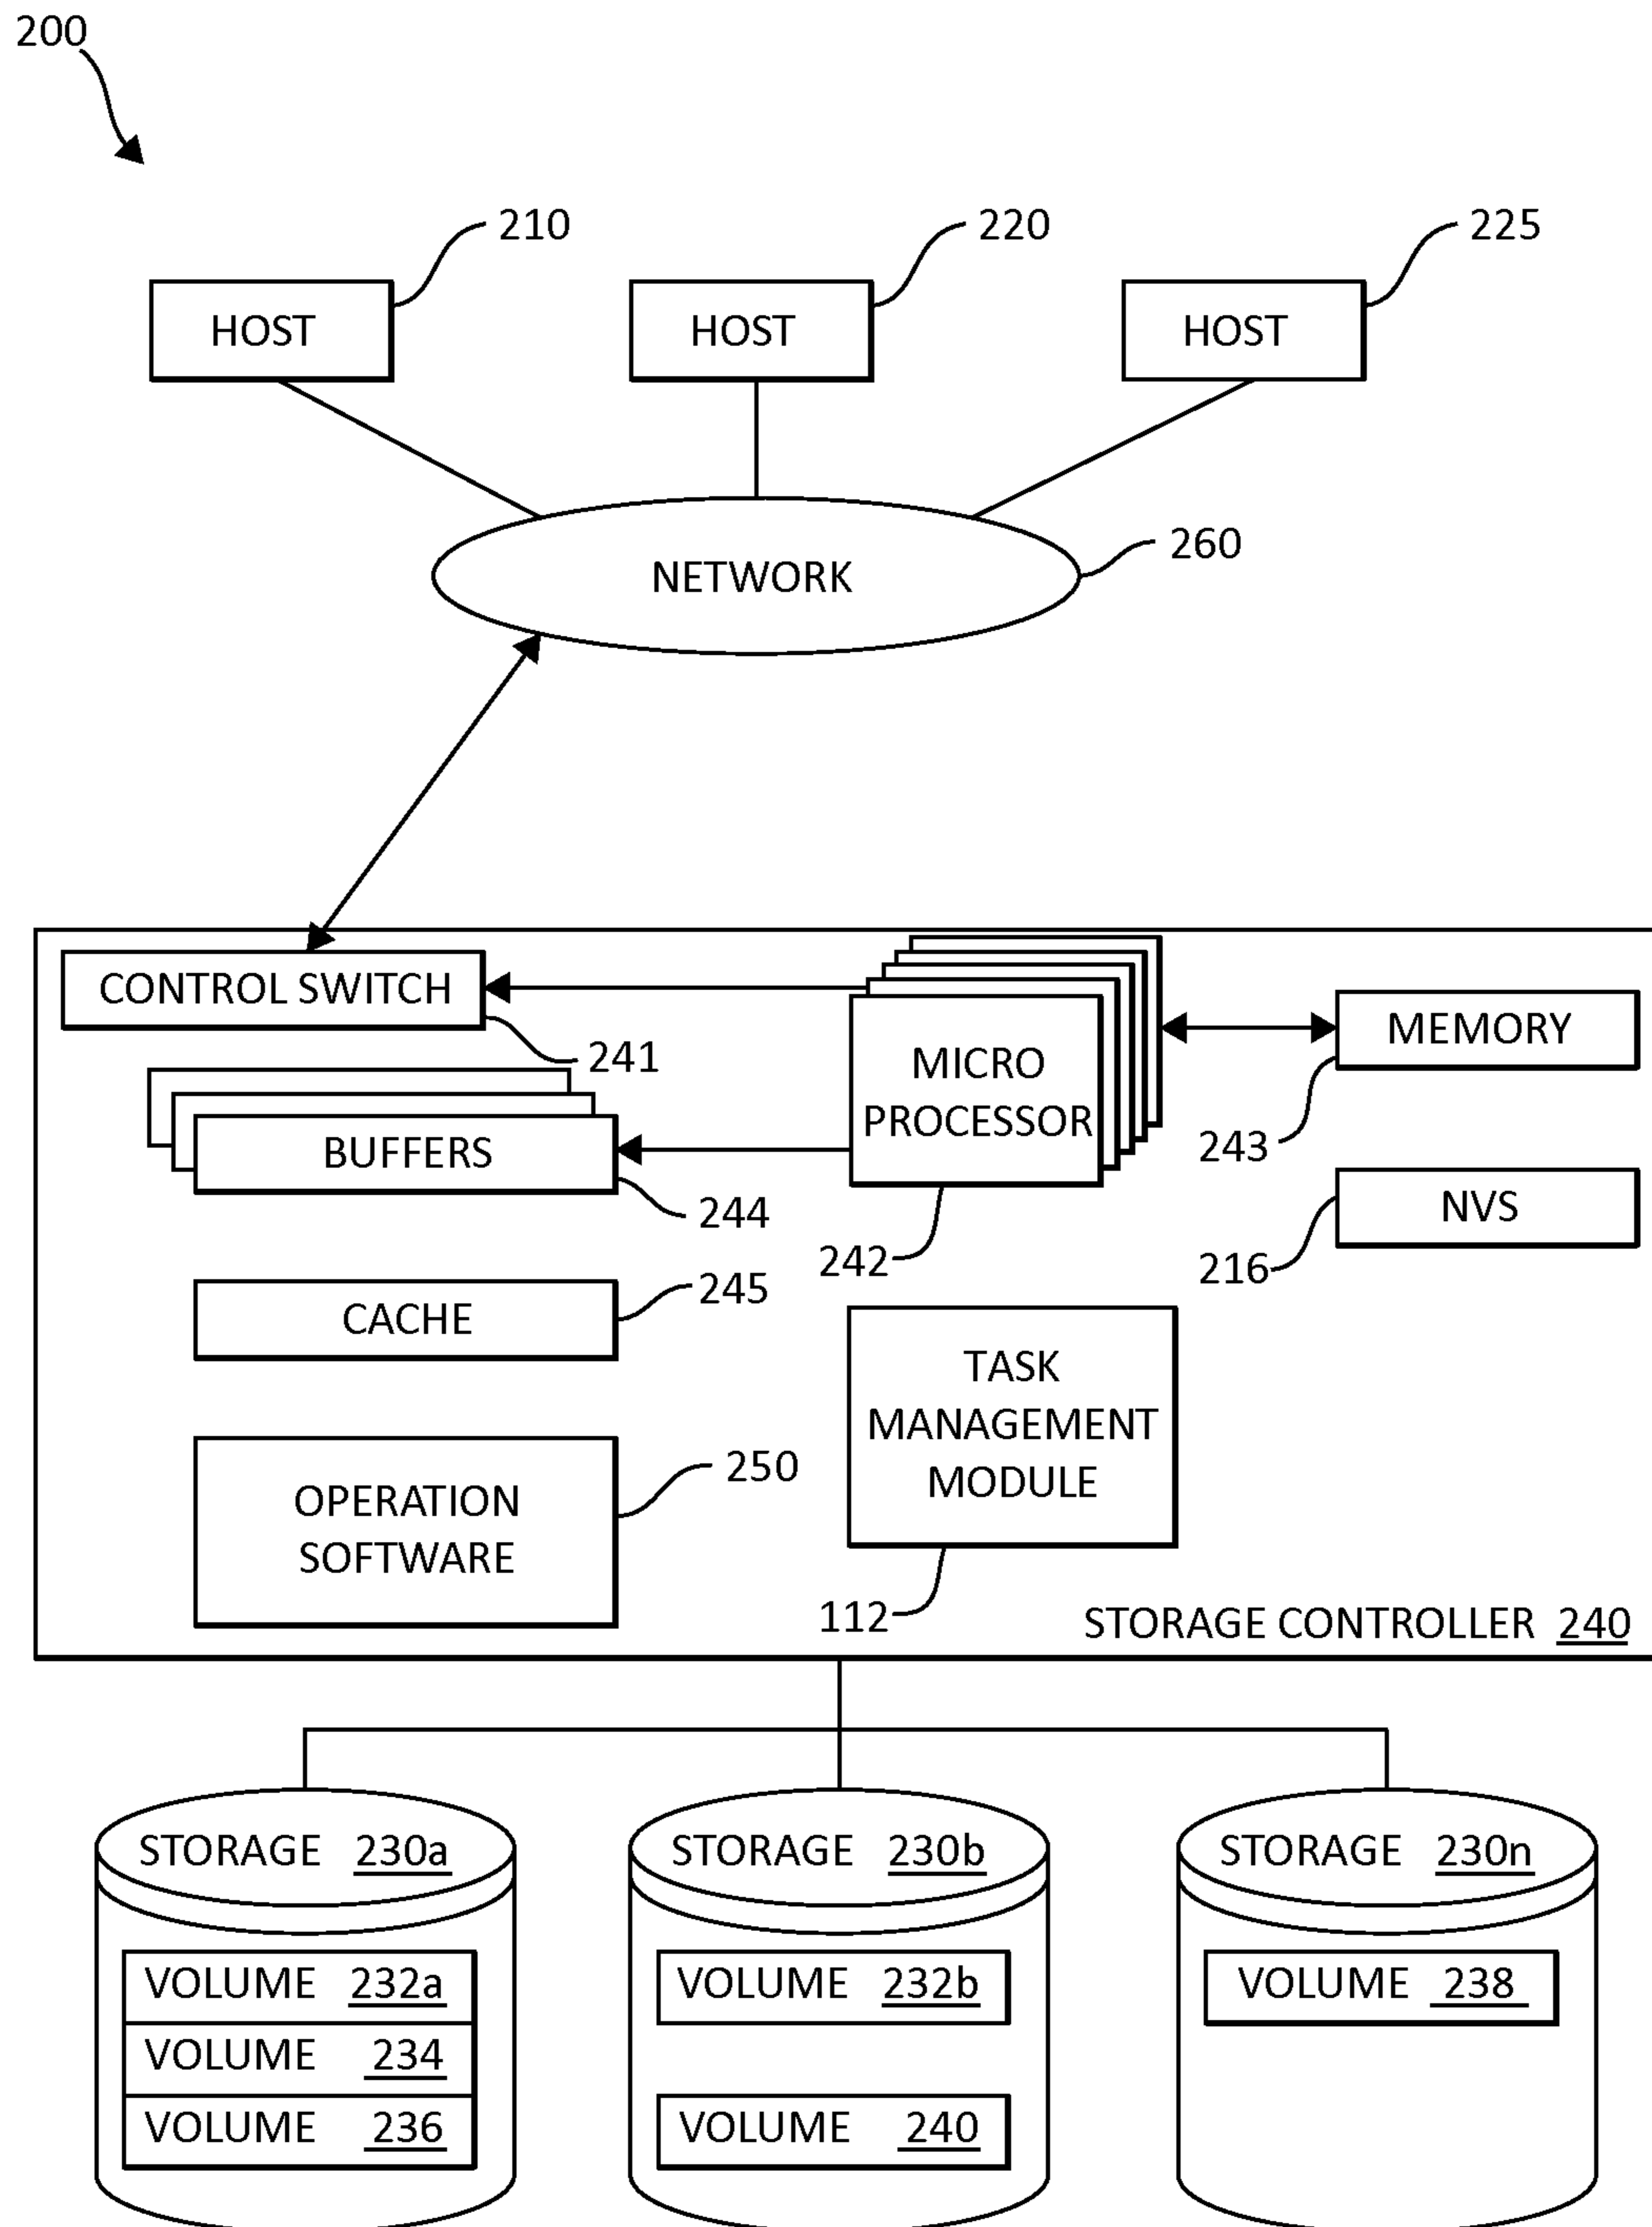 200
210
220
225
HOST
HOST
HOST
260
NETWORK
CONTROL SWITCH
241
MICRO
PROCESSOR
MEMORY
243
BUFFERS
244
242
NVS
216
245
CACHE
TASK
MANAGEMENT
MODULE
250
OPERATION
SOFTWARE
112
STORAGE CONTROLLER 240
STORAGE 230a
STORAGE 230b
STORAGE 230n
VOLUME 232a
VOLUME 232b
VOLUME 238
VOLUME 234
VOLUME 236
VOLUME 240